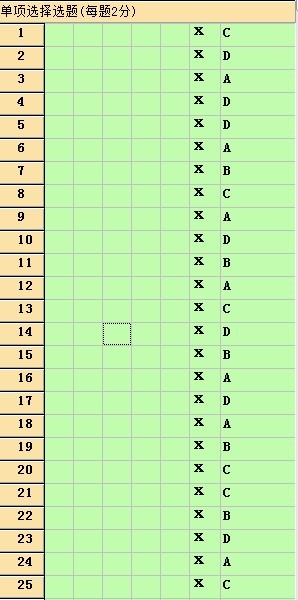 单项选择选题(每题2分)
1 X C
2 X D
3 X A
4 X D
5 X D
6 X A
7 X B
8 X C
9 X A
10 X D
11 X B
12 X A
13 X C
14 X D
15 X B
16 X A
17 X D
18 X A
19 X B
20 X C
21 X C
22 X B
23 X D
24 X A
25 X C